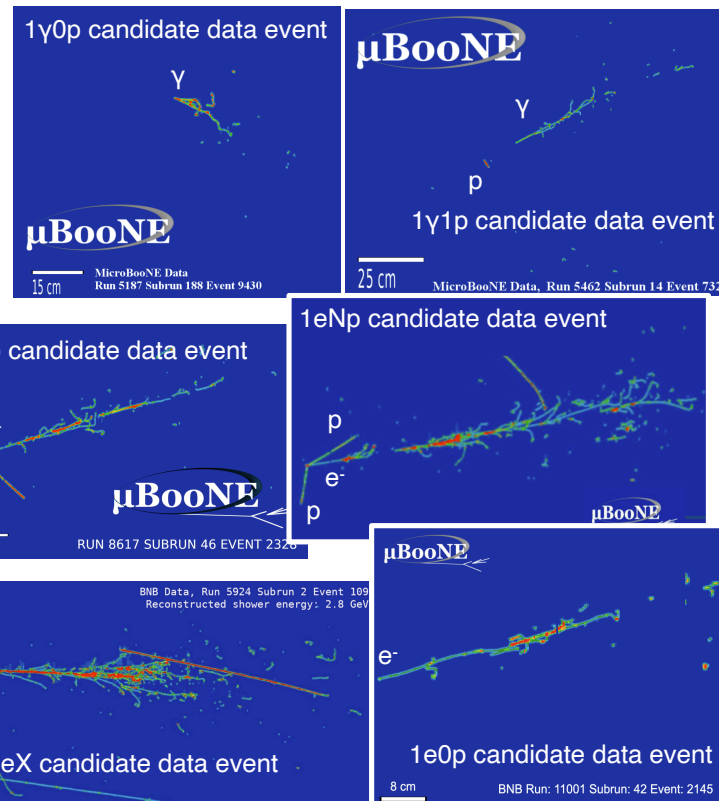 1γ0p candidate data event
γ
µBooNE
15 cm
MicroBooNE Data
Run 5187 Subrun 188 Event 9430
µBooNE
γ
p
1γ1p candidate data event
25 cm
MicroBooNE Data, Run 5462 Subrun 14 Event 732
candidate data event
µBooNE
RUN 8617 SUBRUN 46 EVENT 2328
1eNp candidate data event
p
e-
p
µBooNE
BNB Data, Run 5924 Subrun 2 Event 109
Reconstructed shower energy: 2.8 GeV
eX candidate data event
µBooNE
e-
1e0p candidate data event
8 cm
BNB Run: 11001 Subrun: 42 Event: 2145